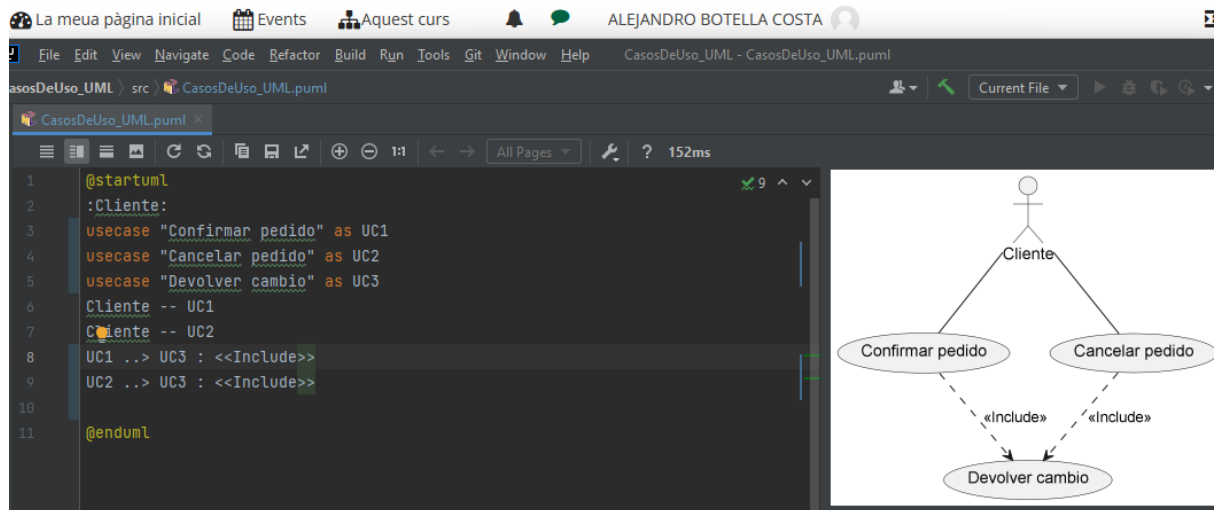 La meua pàgina inicial Events Aquest curs ALEJANDRO BOTELLA COSTA
File Edit View Navigate Code Refactor Build Run Tools Git Window Help CasosDeUso_UML - CasosDeUso_UML.puml
asosDeUso_UML src CasosDeUso_UML.puml Current File
CasosDeUso_UML.puml
1:1 All Pages ? 152ms
1 @startuml 9
2 :Cliente:
3 usecase "Confirmar pedido" as UC1
4 usecase "Cancelar pedido" as UC2
5 usecase "Devolver cambio" as UC3
6 Cliente -- UC1
7 Cliente -- UC2
8 UC1 ..> UC3 : <<Include>>
9 UC2 ..> UC3 : <<Include>>
10
11 @enduml
Cliente
Confirmar pedido Cancelar pedido
«Include» «Include»
Devolver cambio